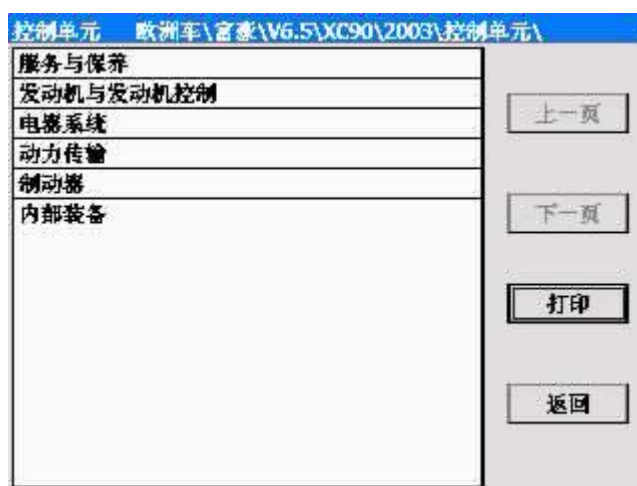 控制单元 欧洲车\富豪\V6.5\XC90\2003\控制单元\
服务与保养
发动机与发动机控制
电器系统
动力传输
制动器
内部装备
上一页
下一页
打印
返回